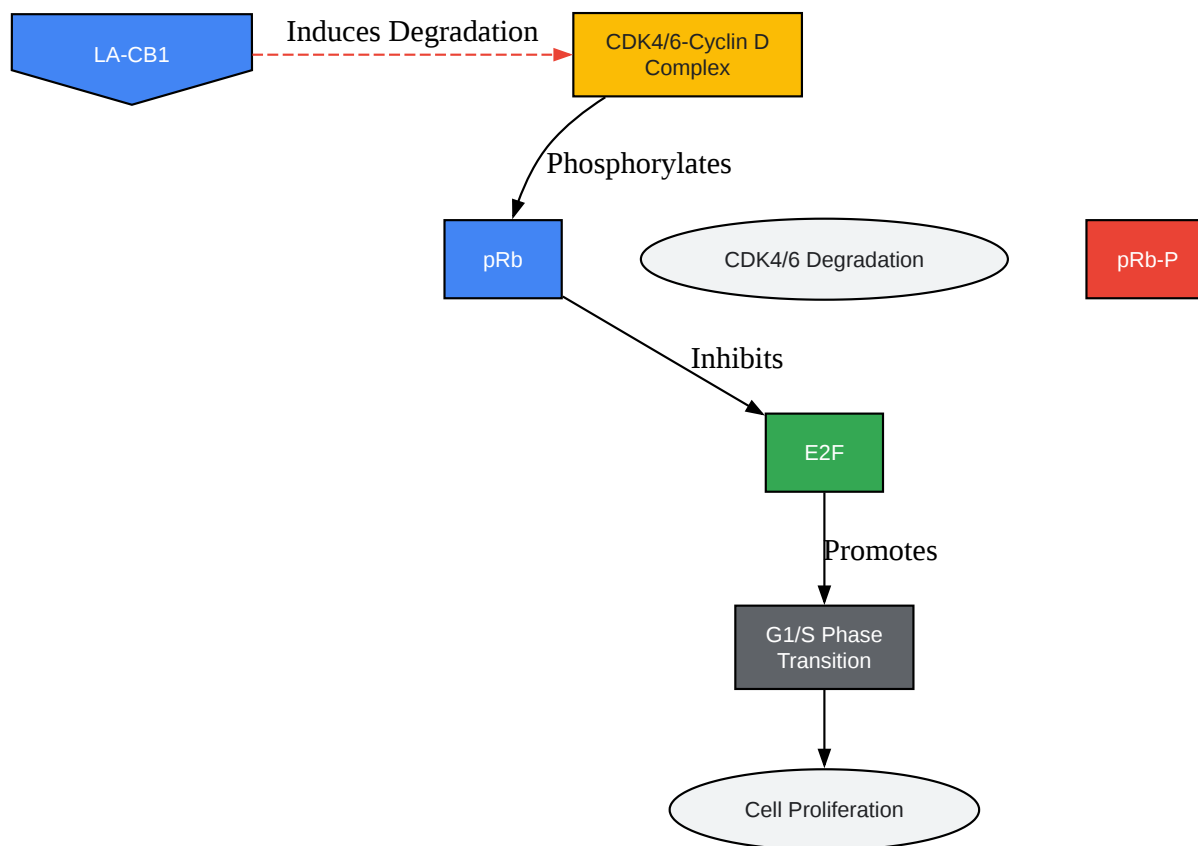 LA-CB1
Induces Degradation
CDK4/6-Cyclin D
Complex
Phosphorylates
pRb
CDK4/6 Degradation
pRb-P
Inhibits
E2F
Promotes
G1/S Phase
Transition
Cell Proliferation